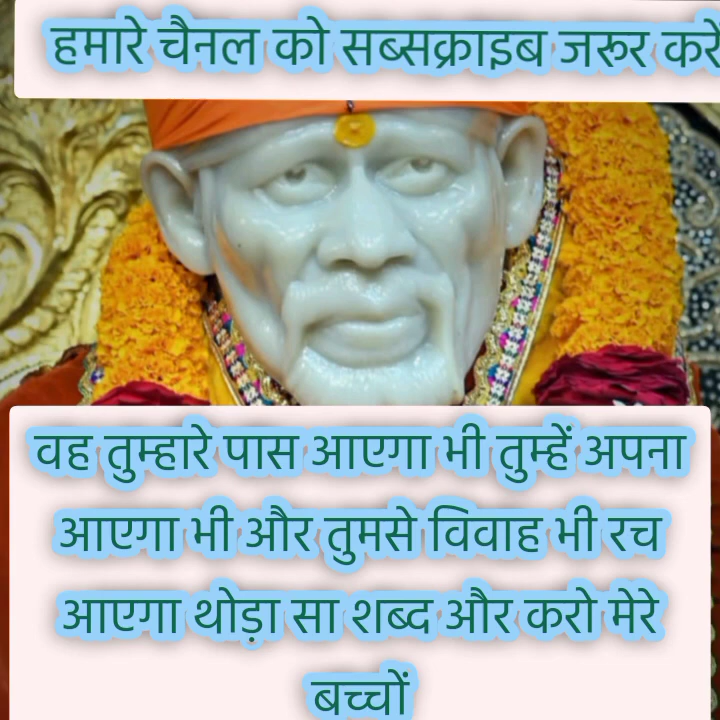 हमारे चैनल को सब्सक्राइब जरूर करें
वह तुम्हारे पास आएगा भी तुम्हें अपना
आएगा भी और तुमसे विवाह भी रच
आएगा थोड़ा सा शब्द और करो मेरे
बच्चों